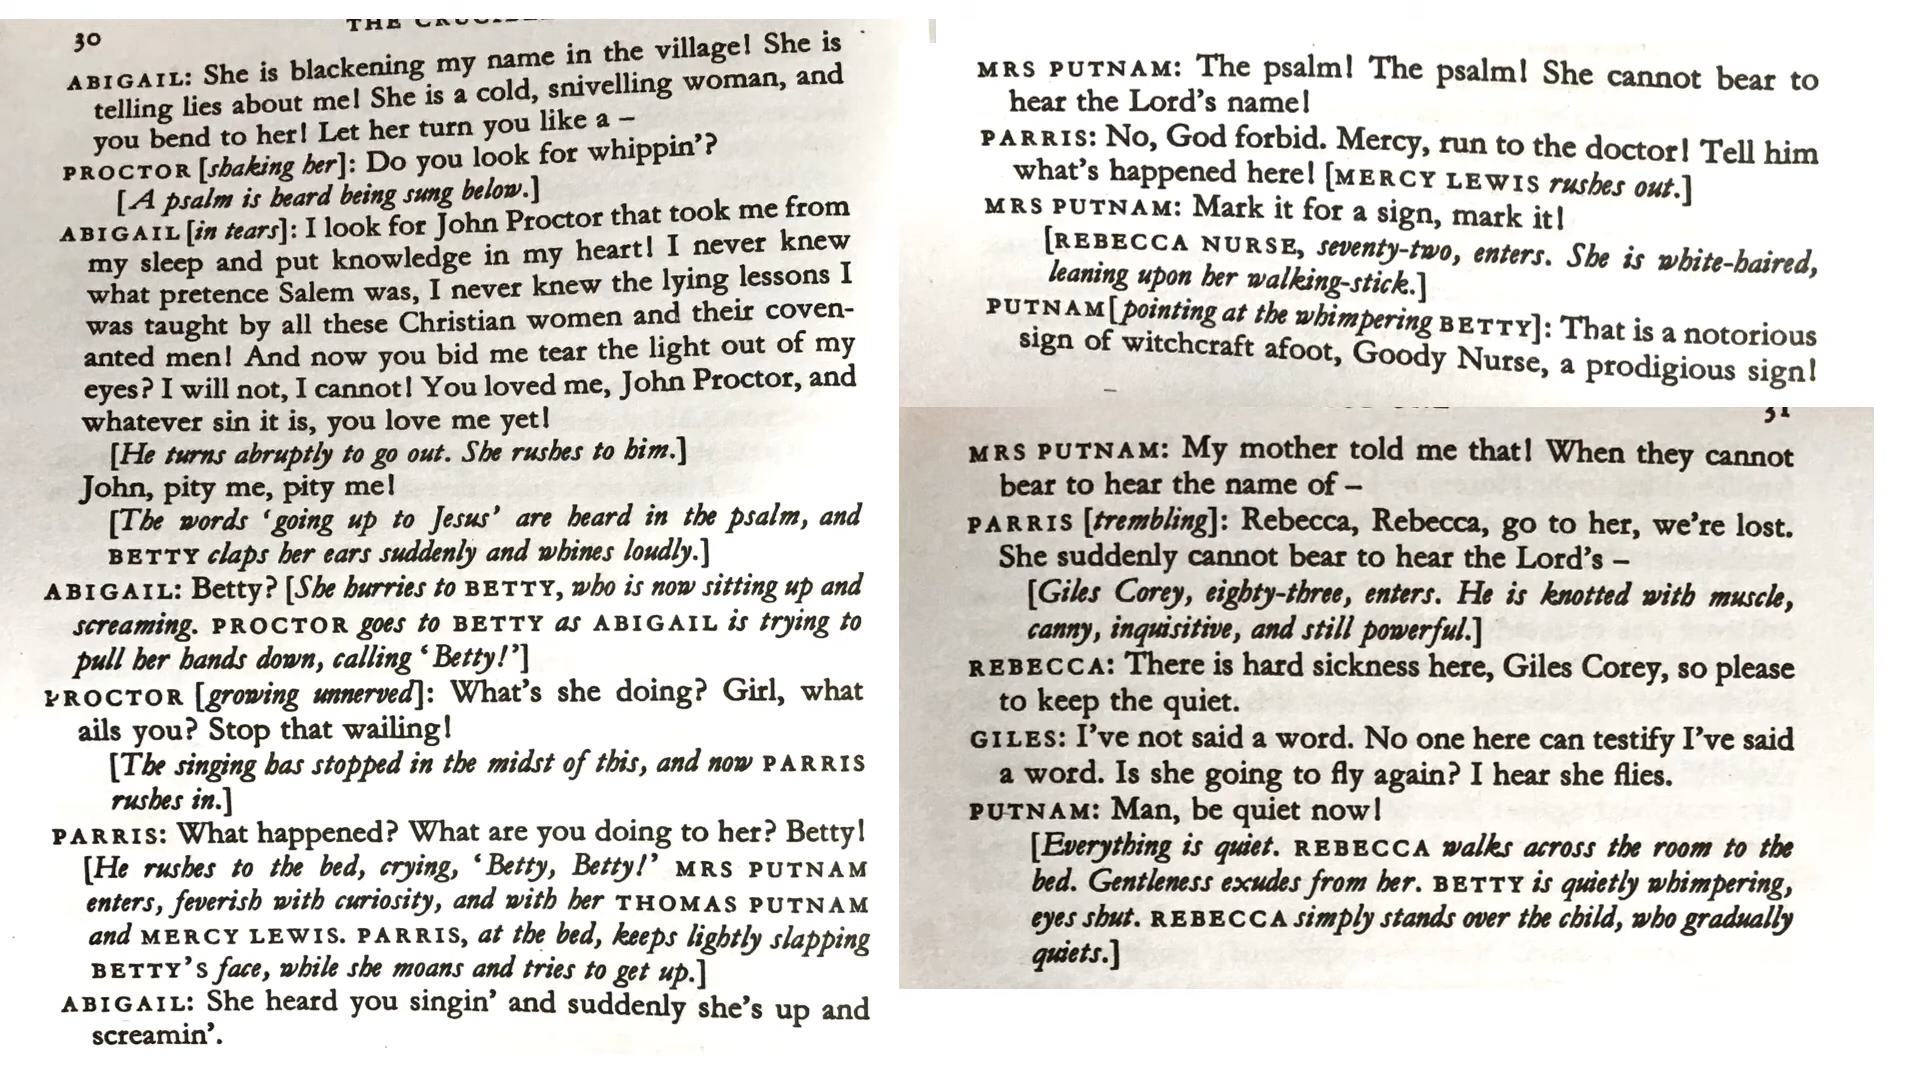 30
THE CRUCIBLE
ABIGAIL: She is blackening my name in the village! She is
telling lies about me! She is a cold, snivelling woman, and
you bend to her! Let her turn you like a –
PROCTOR [shaking her]: Do you look for whippin'?
[A psalm is heard being sung below.]
ABIGAIL [in tears]: I look for John Proctor that took me from
my sleep and put knowledge in my heart! I never knew
what pretence Salem was, I never knew the lying lessons I
was taught by all these Christian women and their coven-
anted men! And now you bid me tear the light out of my
eyes? I will not, I cannot! You loved me, John Proctor, and
whatever sin it is, you love me yet!
[He turns abruptly to go out. She rushes to him.]
John, pity me, pity me!
[The words 'going up to Jesus' are heard in the psalm, and
BETTY claps her ears suddenly and whines loudly.]
ABIGAIL: Betty? [She hurries to BETTY, who is now sitting up and
screaming. PROCTOR goes to BETTY as ABIGAIL is trying to
pull her hands down, calling 'Betty!']
PROCTOR [growing unnerved]: What's she doing? Girl, what
ails you? Stop that wailing!
[The singing has stopped in the midst of this, and now PARRIS
rushes in.]
PARRIS: What happened? What are you doing to her? Betty!
[He rushes to the bed, crying, 'Betty, Betty!' MRS PUTNAM
enters, feverish with curiosity, and with her THOMAS PUTNAM
and MERCY LEWIS. PARRIS, at the bed, keeps lightly slapping
BETTY'S face, while she moans and tries to get up.]
ABIGAIL: She heard you singin' and suddenly she's up and
screamin'.
MRS PUTNAM: The psalm! The psalm! She cannot bear to
hear the Lord's name!
PARRIS: No, God forbid. Mercy, run to the doctor! Tell him
what's happened here! [MERCY LEWIS rushes out.]
MRS PUTNAM: Mark it for a sign, mark it!
[REBECCA NURSE, seventy-two, enters. She is white-haired,
leaning upon her walking-stick.]
PUTNAM [pointing at the whimpering BETTY]: That is a notorious
sign of witchcraft afoot, Goody Nurse, a prodigious sign!
31
MRS PUTNAM: My mother told me that! When they cannot
bear to hear the name of –
PARRIS [trembling]: Rebecca, Rebecca, go to her, we're lost.
She suddenly cannot bear to hear the Lord's –
[Giles Corey, eighty-three, enters. He is knotted with muscle,
canny, inquisitive, and still powerful.]
REBECCA: There is hard sickness here, Giles Corey, so please
to keep the quiet.
GILES: I've not said a word. No one here can testify I've said
a word. Is she going to fly again? I hear she flies.
PUTNAM: Man, be quiet now!
[Everything is quiet. REBECCA walks across the room to the
bed. Gentleness exudes from her. BETTY is quietly whimpering,
eyes shut. REBECCA simply stands over the child, who gradually
quiets.]